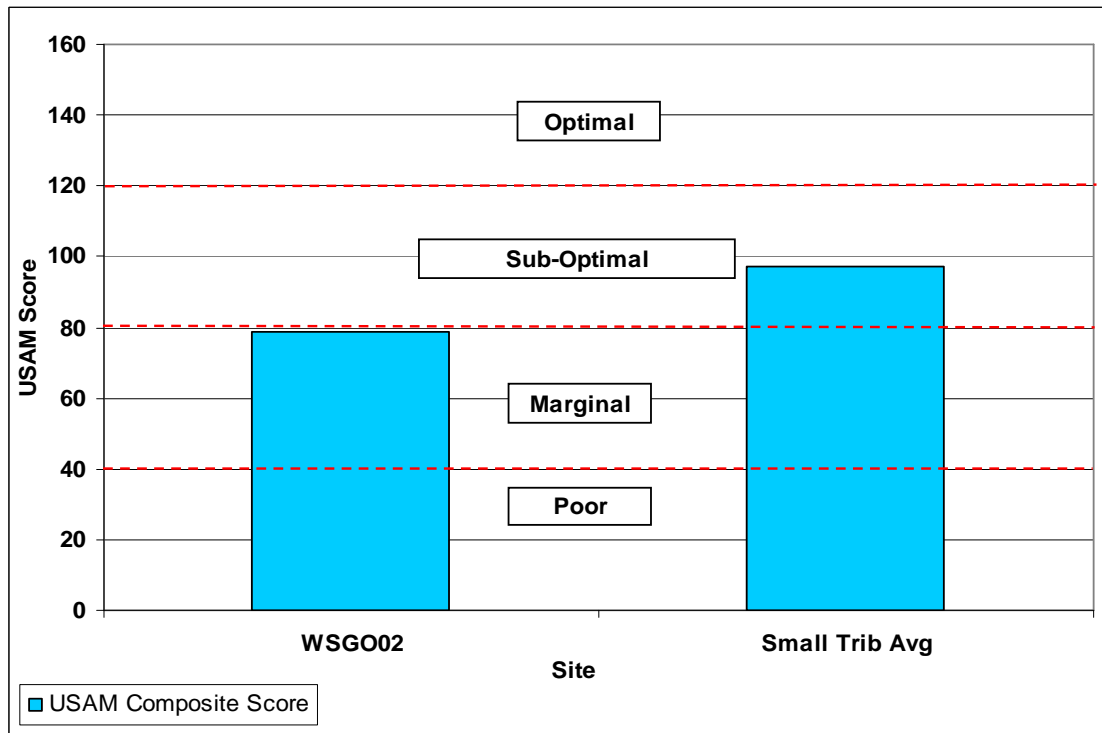 160
140
120
100
80
60
40
20
0
USAM Score
Optimal
Sub-Optimal
Marginal
Poor
WSGO02
Small Trib Avg
Site
USAM Composite Score